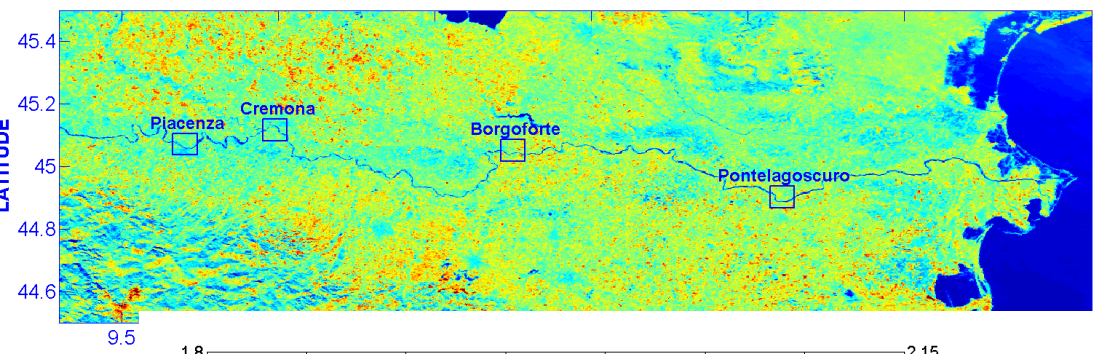 45.4
45.2
Cremona
Piacenza
Borgoforte
LATITUDE
45
Pontelagoscuro
44.8
44.6
9.5
1.8
2.15